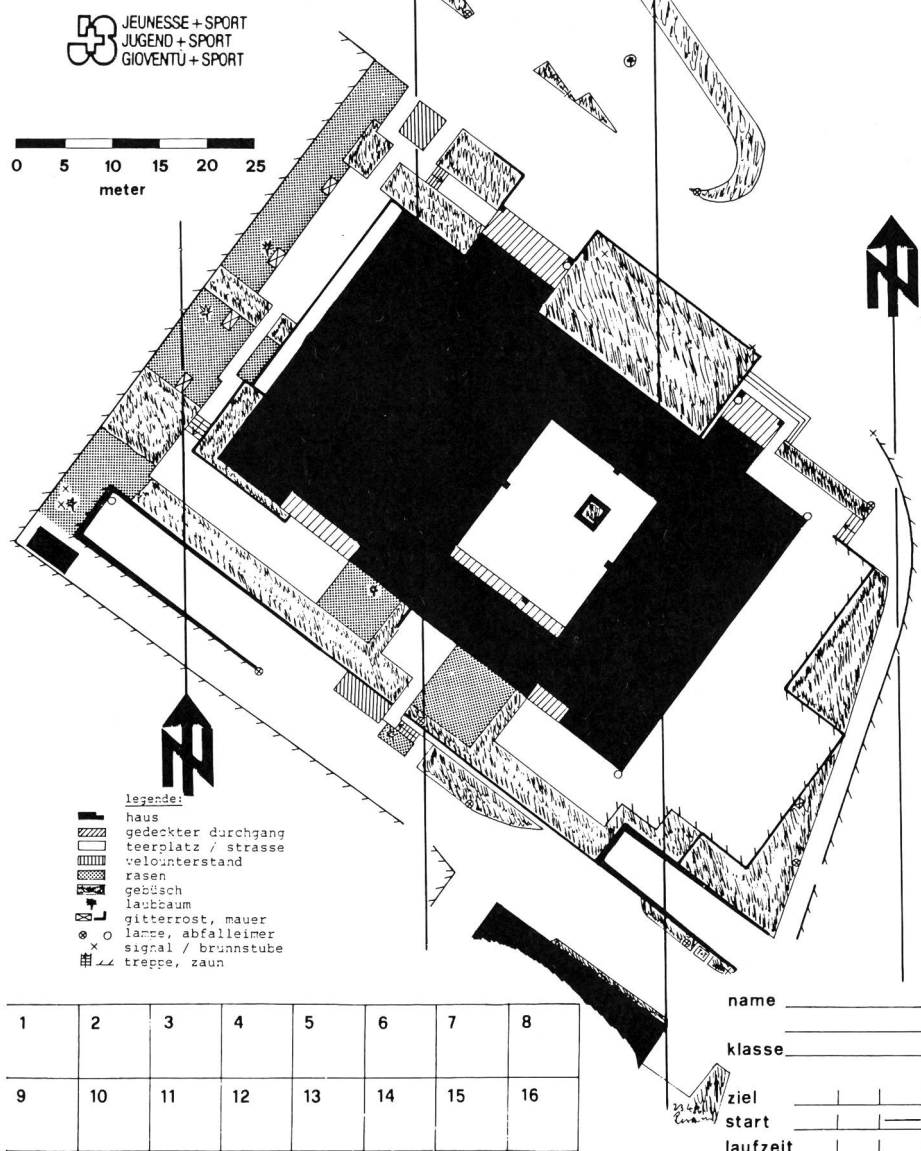 JEUNESSE + SPORT
JUGEND + SPORT
GIOVENTÙ + SPORT
0 5 10 15 20 25
meter
legende:
haus
gedeckter durchgang
teerplatz / strasse
velounterstand
rasen
gebüsch
laubbaum
gitterrost, mauer
lampe, abfalleimer
signal / brunnstube
treppe, zaun
1 2 3 4 5 6 7 8
9 10 11 12 13 14 15 16
name
klasse
ziel
start
laufzeit